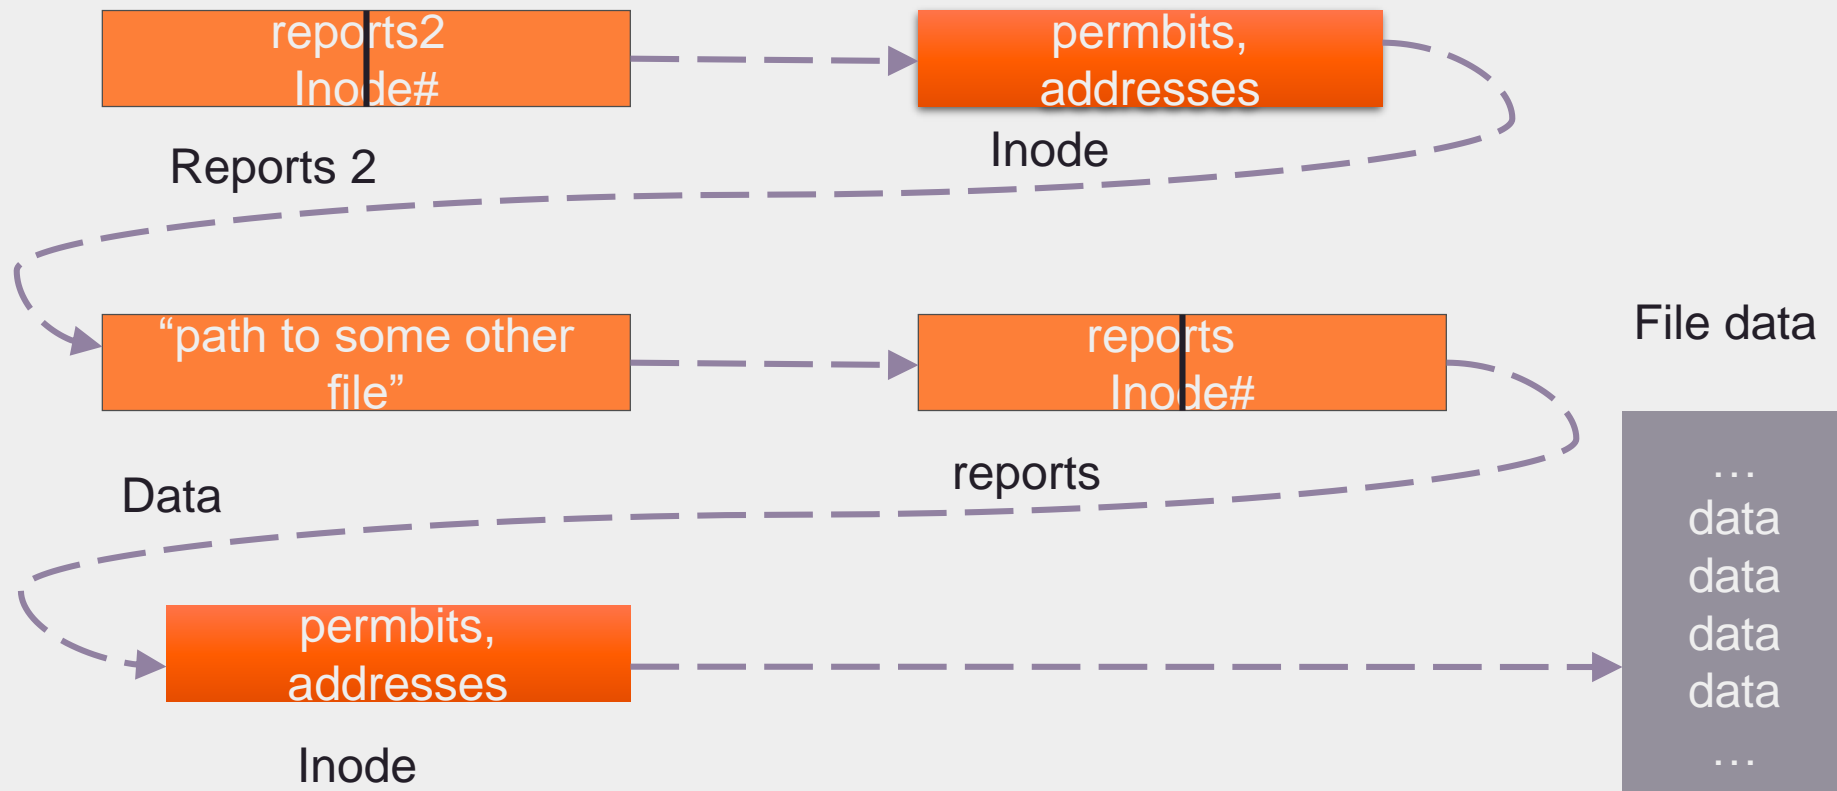 reports2
Inode#
permbits,
addresses
Reports 2
Inode
“path to some other
file”
reports
Inode#
File data
Data
reports
…
data
data
data
data
…
permbits,
addresses
Inode